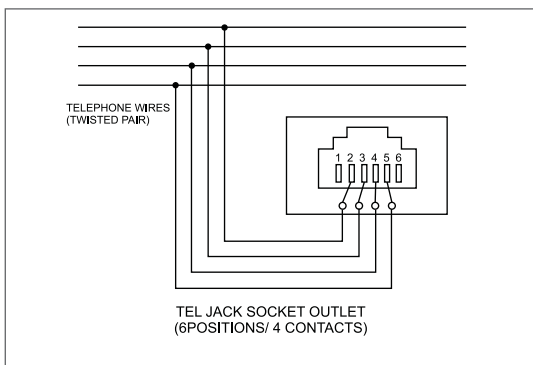 TELEPHONE WIRES
(TWISTED PAIR)
1 2 3 4 5 6
TEL JACK SOCKET OUTLET
(6POSITIONS/ 4 CONTACTS)